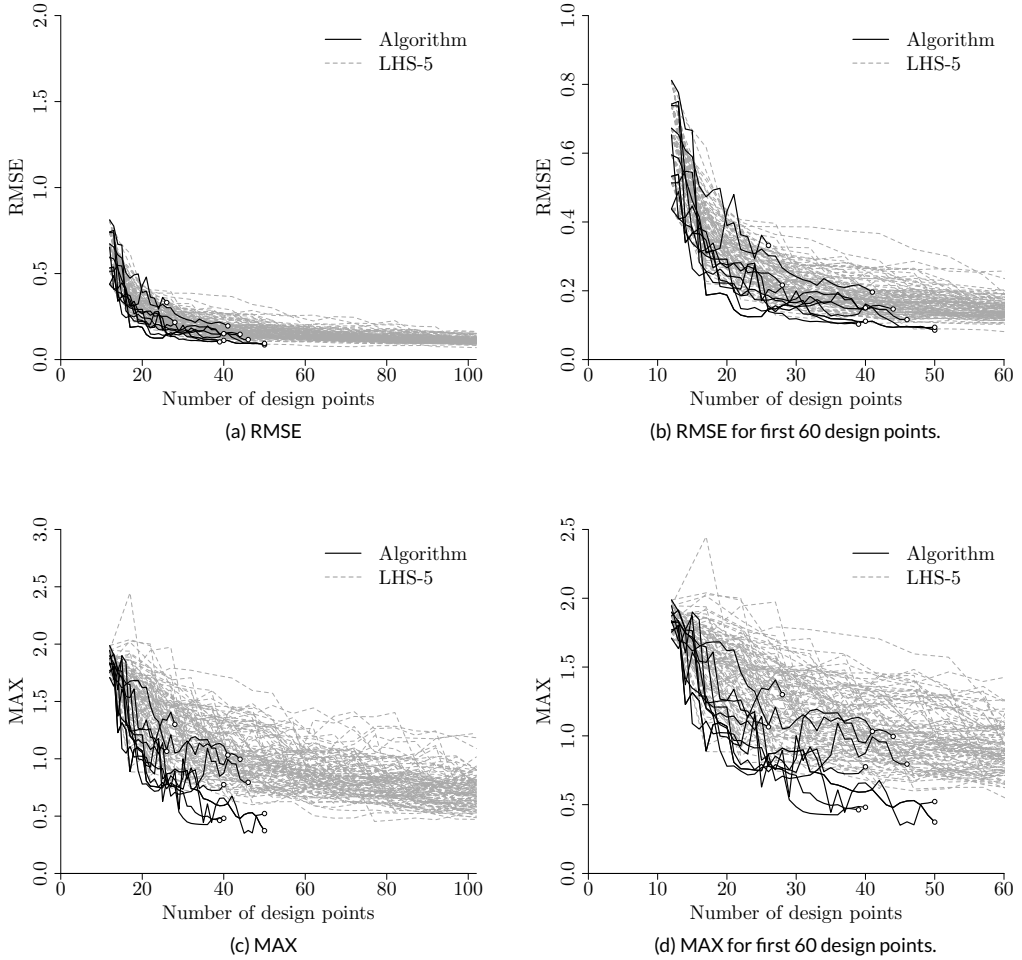 RMSE
2.0
1.5
1.0
0.5
0.0
Algorithm
LHS-5
0 20 40 60 80 100
Number of design points
(a) RMSE
RMSE
1.0
0.8
0.6
0.4
0.2
0.0
Algorithm
LHS-5
0 10 20 30 40 50 60
Number of design points
(b) RMSE for first 60 design points.
MAX
3.0
2.5
2.0
1.5
1.0
0.5
0.0
Algorithm
LHS-5
0 20 40 60 80 100
Number of design points
(c) MAX
MAX
2.5
2.0
1.5
1.0
0.5
0.0
Algorithm
LHS-5
0 10 20 30 40 50 60
Number of design points
(d) MAX for first 60 design points.